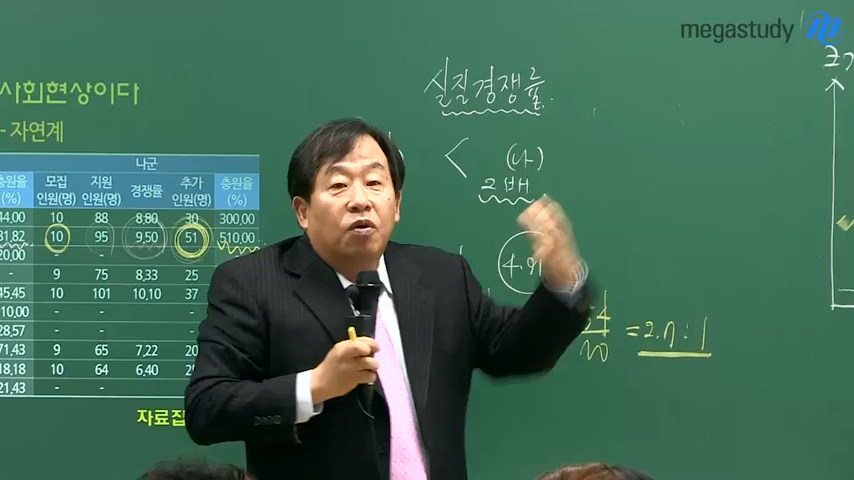 megastudy
사회현상이다
- 자연계
실질경쟁률
< (나)
2배
4.9
= 2.7 : 1
나군
충원율 (%) 모집 인원(명) 지원 인원(명) 경쟁률 추가 인원(명) 충원율 (%)
44.00 10 88 8.80 30 300.00
31.82 10 95 9.50 51 510.00
20.00 - - - -
- 9 75 8.33 25
45.45 10 101 10.10 37
10.00 - - - -
28.57 - - - -
71.43 9 65 7.22
18.18 10 64 6.40
21.43 - - -
자료집